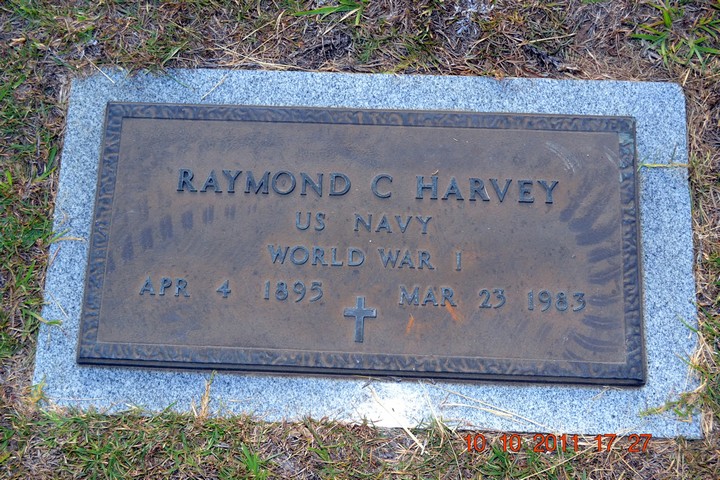 RAYMOND C HARVEY
US NAVY
WORLD WAR I
APR 4 1895 MAR 23 1983
10 10 2011 17 27